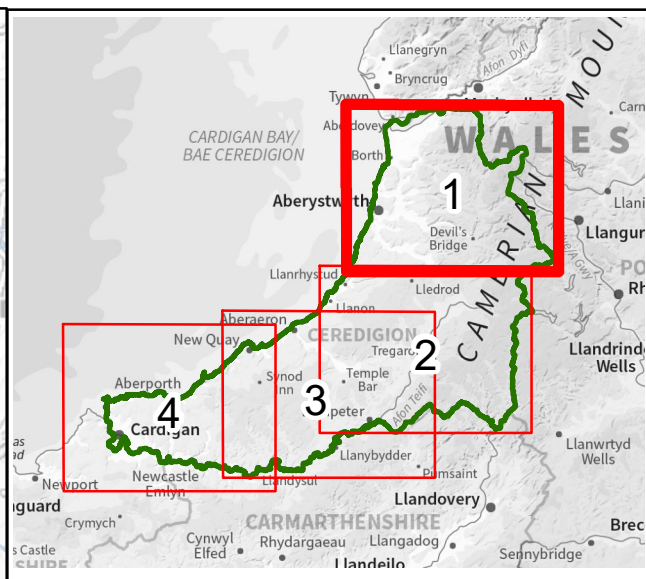 Llanegryn
Bryncrug
Afon Dyfi
MOU
Tywyn
Aberdovey
WALES
CARDIGAN BAY/
BAE CEREDIGION
Borth
1
Aberystwyth
Devil's
Bridge
CAMBRIAN
Llangur
Llanrhystud
Lledrod
Llanon
Aberaeron
CEREDIGION
New Quay
Tregaron
2
Llandrind
Wells
Synod
Inn
Temple
Bar
3
Aberporth
4
Cardigan
Afon Teifi
Llanybydder
Llanwrtyd
Wells
Pumsaint
Newcastle
Emlyn
Llandysul
Newport
Llandovery
Crymych
CARMARTHENSHIRE
Cynwyl
Elfed
Rhydargaeau
Llangadog
Sennybridge
Brec
s Castle
SHIRE
Llandeilo